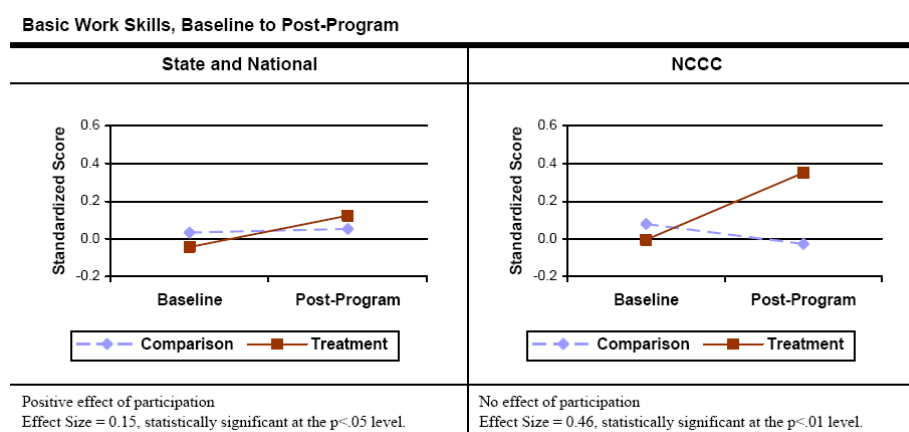 Basic Work Skills, Baseline to Post-Program
State and National
NCCC
Standardized Score
0.6
0.4
0.2
0.0
-0.2
Baseline
Post-Program
Comparison
Treatment
Standardized Score
0.6
0.4
0.2
0.0
-0.2
Baseline
Post-Program
Comparison
Treatment
Positive effect of participation
Effect Size = 0.15, statistically significant at the p<.05 level.
No effect of participation
Effect Size = 0.46, statistically significant at the p<.01 level.